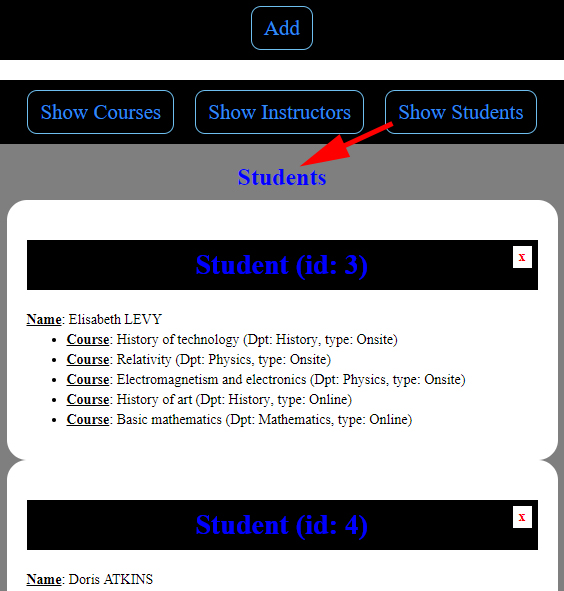 Add
Show Courses Show Instructors Show Students
Students
Student (id: 3)
x
Name: Elisabeth LEVY
Course: History of technology (Dpt: History, type: Onsite)
Course: Relativity (Dpt: Physics, type: Onsite)
Course: Electromagnetism and electronics (Dpt: Physics, type: Onsite)
Course: History of art (Dpt: History, type: Online)
Course: Basic mathematics (Dpt: Mathematics, type: Online)
Student (id: 4)
x
Name: Doris ATKINS